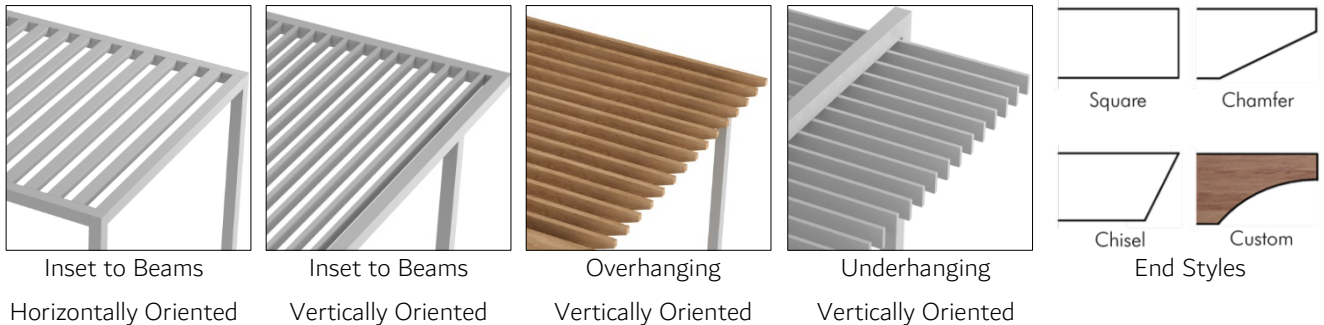 Square
Chamfer
Chisel
Custom
Inset to Beams
Horizontally Oriented
Inset to Beams
Vertically Oriented
Overhanging
Vertically Oriented
Underhanging
Vertically Oriented
End Styles